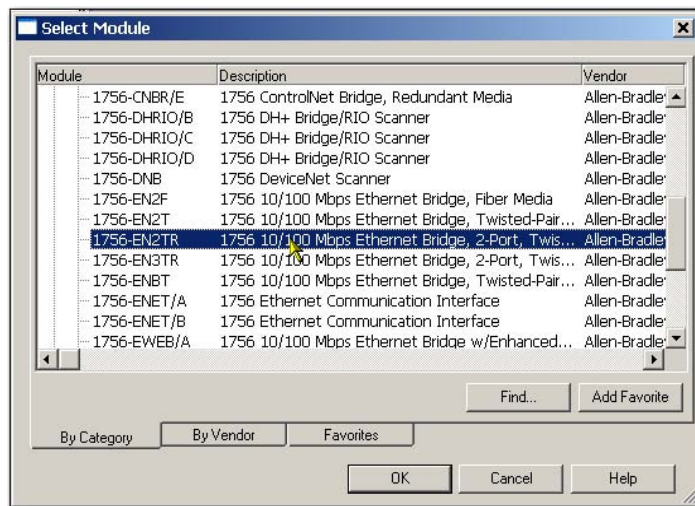 Select Module
Module Description Vendor
1756-CNBR/E 1756 ControlNet Bridge, Redundant Media Allen-Bradley
1756-DHRIO/B 1756 DH+ Bridge/RIO Scanner Allen-Bradley
1756-DHRIO/C 1756 DH+ Bridge/RIO Scanner Allen-Bradley
1756-DHRIO/D 1756 DH+ Bridge/RIO Scanner Allen-Bradley
1756-DNB 1756 DeviceNet Scanner Allen-Bradley
1756-EN2F 1756 10/100 Mbps Ethernet Bridge, Fiber Media Allen-Bradley
1756-EN2T 1756 10/100 Mbps Ethernet Bridge, Twisted-Pair... Allen-Bradley
1756-EN2TR 1756 10/100 Mbps Ethernet Bridge, 2-Port, Twis... Allen-Bradley
1756-EN3TR 1756 10/100 Mbps Ethernet Bridge, 2-Port, Twis... Allen-Bradley
1756-ENBT 1756 10/100 Mbps Ethernet Bridge, Twisted-Pair... Allen-Bradley
1756-ENET/A 1756 Ethernet Communication Interface Allen-Bradley
1756-ENET/B 1756 Ethernet Communication Interface Allen-Bradley
1756-EWEB/A 1756 10/100 Mbps Ethernet Bridge w/Enhanced... Allen-Bradley
Find... Add Favorite
By Category By Vendor Favorites
OK Cancel Help